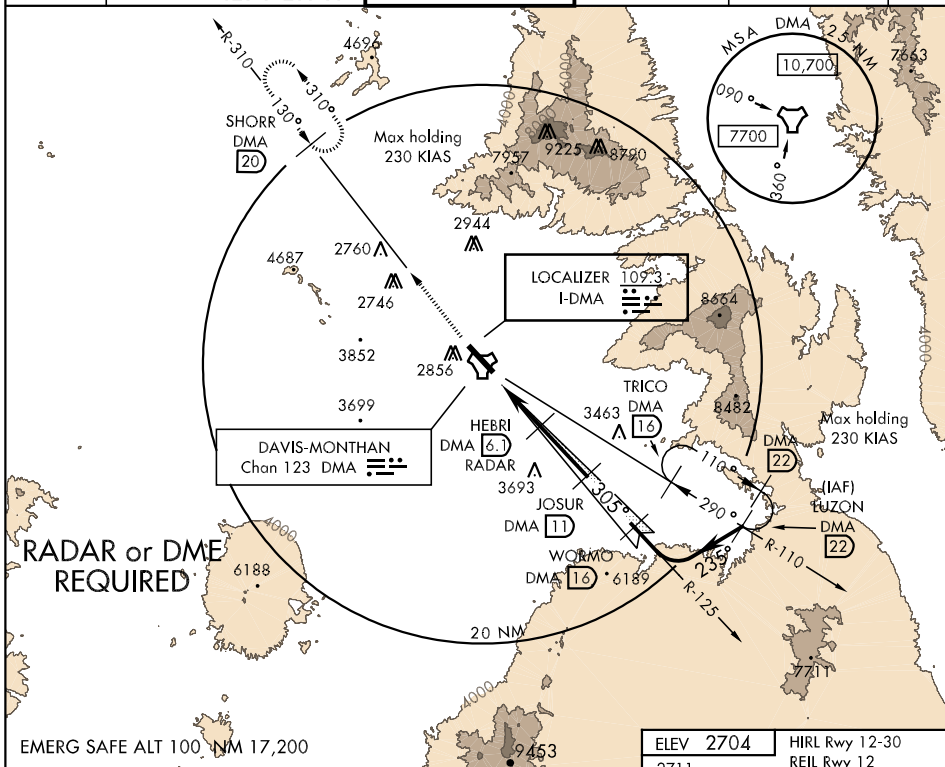 R-310
4696
310°
130°
SHORR
DMA
20
Max holding
230 KIAS
4000
8000
8000
9225
8790
7957
MSA DMA 25 NM
10,700
090°
7700
360°
7663
2944
2760
4687
2746
LOCALIZER 109.3
I-DMA
8664
4000
3852
2856
3699
TRICO
DMA
16
3463
8482
Max holding
230 KIAS
DAVIS-MONTHAN
Chan 123 DMA
HEBRI
DMA 6.1
RADAR
3693
DMA
22
110°
290°
(IAF)
LUZON
DMA
22
305°
JOSUR
DMA 11
4000
RADAR or DME
REQUIRED
6188
WORMO
DMA 16
6189
235°
R-110
R-125
20 NM
7711
4000
EMERG SAFE ALT 100 NM 17,200
9453
ELEV 2704
HIRL Rwy 12-30
REIL Rwy 12